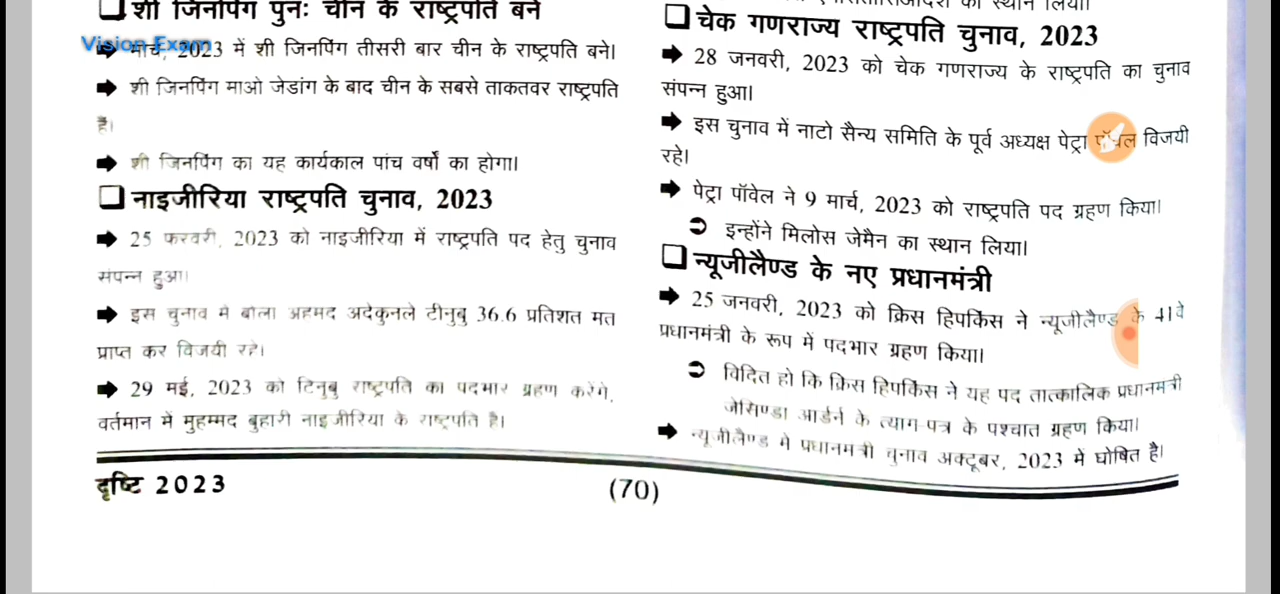 शी जिनपिंग पुनः चीन के राष्ट्रपति बने
Vision Exam
मार्च, 2023 में शी जिनपिंग तीसरी बार चीन के राष्ट्रपति बने।
शी जिनपिंग माओ जेडांग के बाद चीन के सबसे ताकतवर राष्ट्रपति
हैं।
शी जिनपिंग का यह कार्यकाल पांच वर्षों का होगा।
नाइजीरिया राष्ट्रपति चुनाव, 2023
25 फरवरी, 2023 को नाइजीरिया में राष्ट्रपति पद हेतु चुनाव
संपन्न हुआ।
इस चुनाव में बोला अहमद अदेकुनले टीनुबु 36.6 प्रतिशत मत
प्राप्त कर विजयी रहे।
29 मई, 2023 को टिनुबु राष्ट्रपति का पदभार ग्रहण करेंगे,
वर्तमान में मुहम्मद बुहारी नाइजीरिया के राष्ट्रपति है।
का स्थान लिया।
चेक गणराज्य राष्ट्रपति चुनाव, 2023
28 जनवरी, 2023 को चेक गणराज्य के राष्ट्रपति का चुनाव
संपन्न हुआ।
इस चुनाव में नाटो सैन्य समिति के पूर्व अध्यक्ष पेट्रा पॉवेल विजयी
रहे।
पेट्रा पॉवेल ने 9 मार्च, 2023 को राष्ट्रपति पद ग्रहण किया।
इन्होंने मिलोस जेमैन का स्थान लिया।
न्यूजीलैण्ड के नए प्रधानमंत्री
25 जनवरी, 2023 को क्रिस हिपकिंस ने न्यूजीलैण्ड के 41वे
प्रधानमंत्री के रूप में पदभार ग्रहण किया।
विदित हो कि क्रिस हिपकिंस ने यह पद तात्कालिक प्रधानमंत्री
जेसिण्डा आर्डर्न के त्याग-पत्र के पश्चात ग्रहण किया।
न्यूजीलैण्ड में प्रधानमंत्री चुनाव अक्टूबर, 2023 में घोषित है।
दृष्टि 2023
(70)